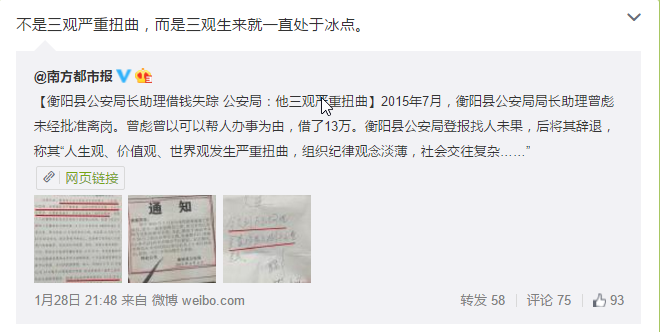 不是三观严重扭曲，而是三观生来就一直处于冰点。
@南方都市报
【衡阳县公安局长助理借钱失踪 公安局：他三观严重扭曲】2015年7月，衡阳县公安局局长助理曾彪
未经批准离岗。曾彪曾以可以帮人办事为由，借了13万。衡阳县公安局登报找人未果，后将其辞退，
称其“人生观、价值观、世界观发生严重扭曲，组织纪律观念淡薄，社会交往复杂……”
网页链接
通 知
1月28日 21:48 来自 微博 weibo.com
转发 58 评论 75 93